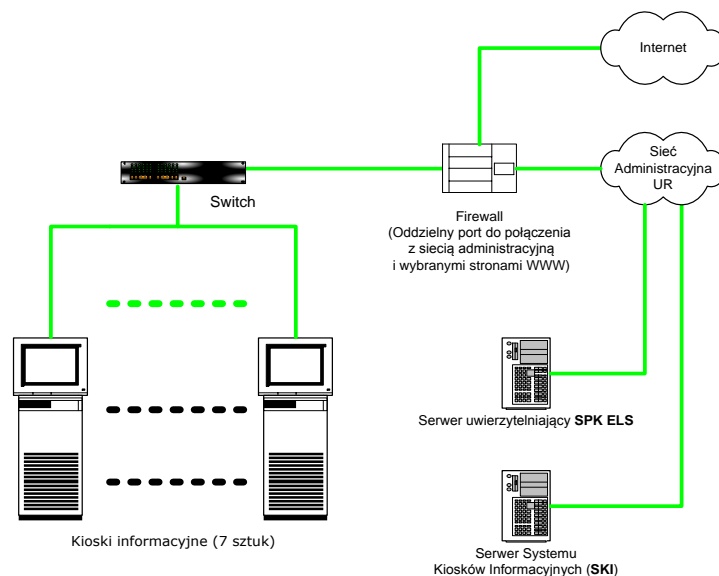 Internet
Sieć
Administracyjna
UR
Switch
Firewall
(Oddzielny port do połączenia
z siecią administracyjną
i wybranymi stronami WWW)
Serwer uwierzytelniający SPK ELS
Kioski informacyjne (7 sztuk)
Serwer Systemu
Kiosków Informacyjnych (SKI)